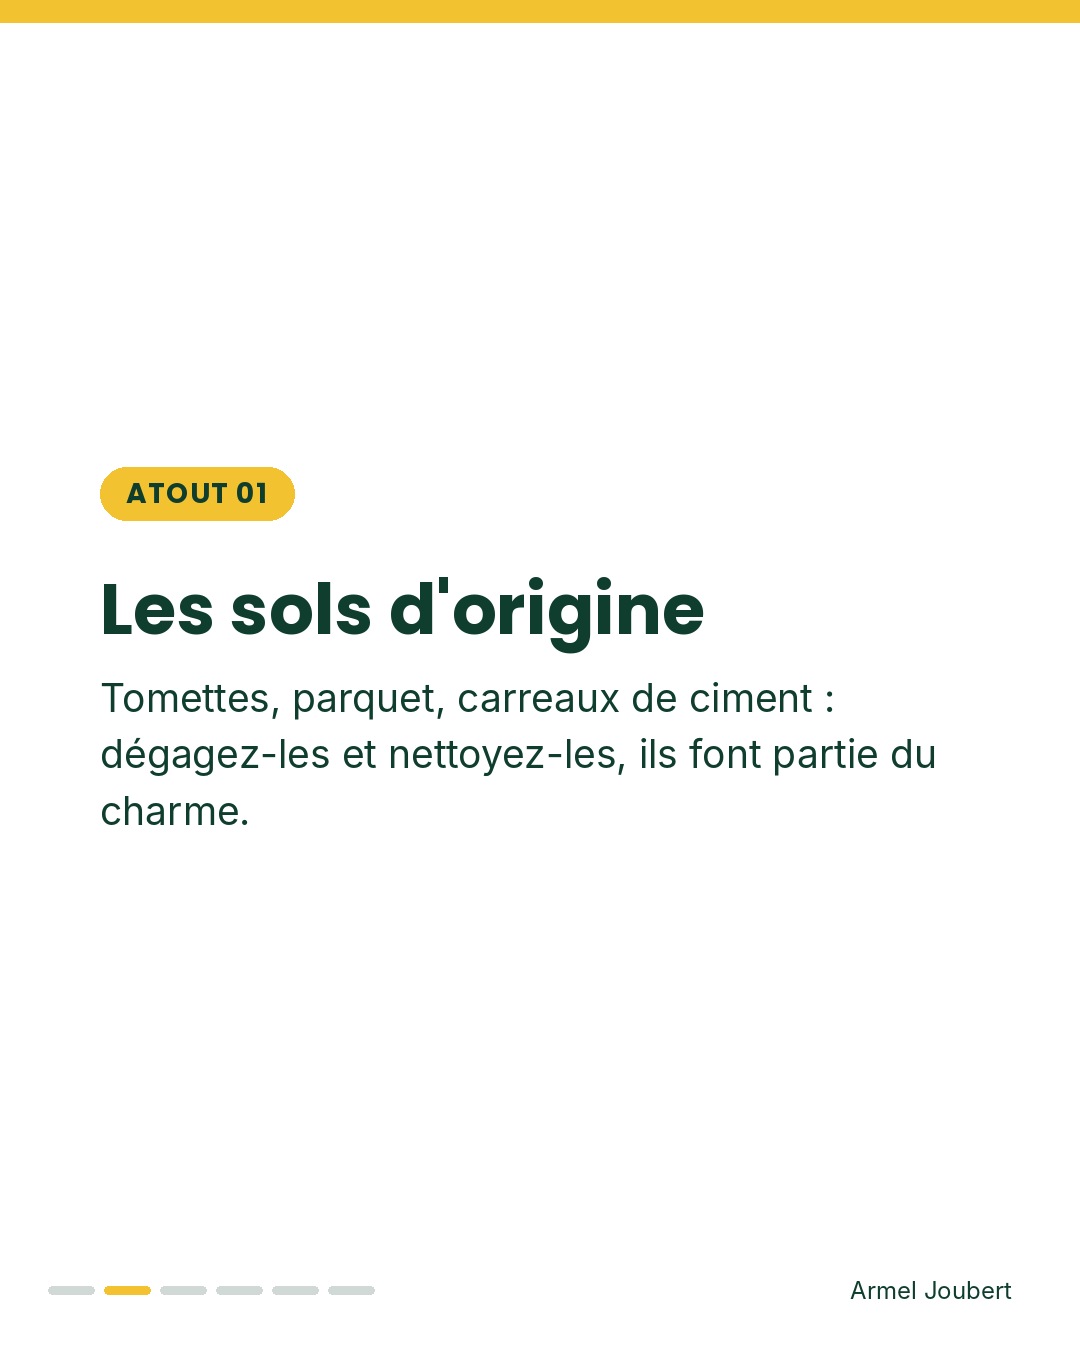 ATOUT 01
Les sols d'origine
Tomettes, parquet, carreaux de ciment :
dégagez-les et nettoyez-les, ils font partie du
charme.
Armel Joubert